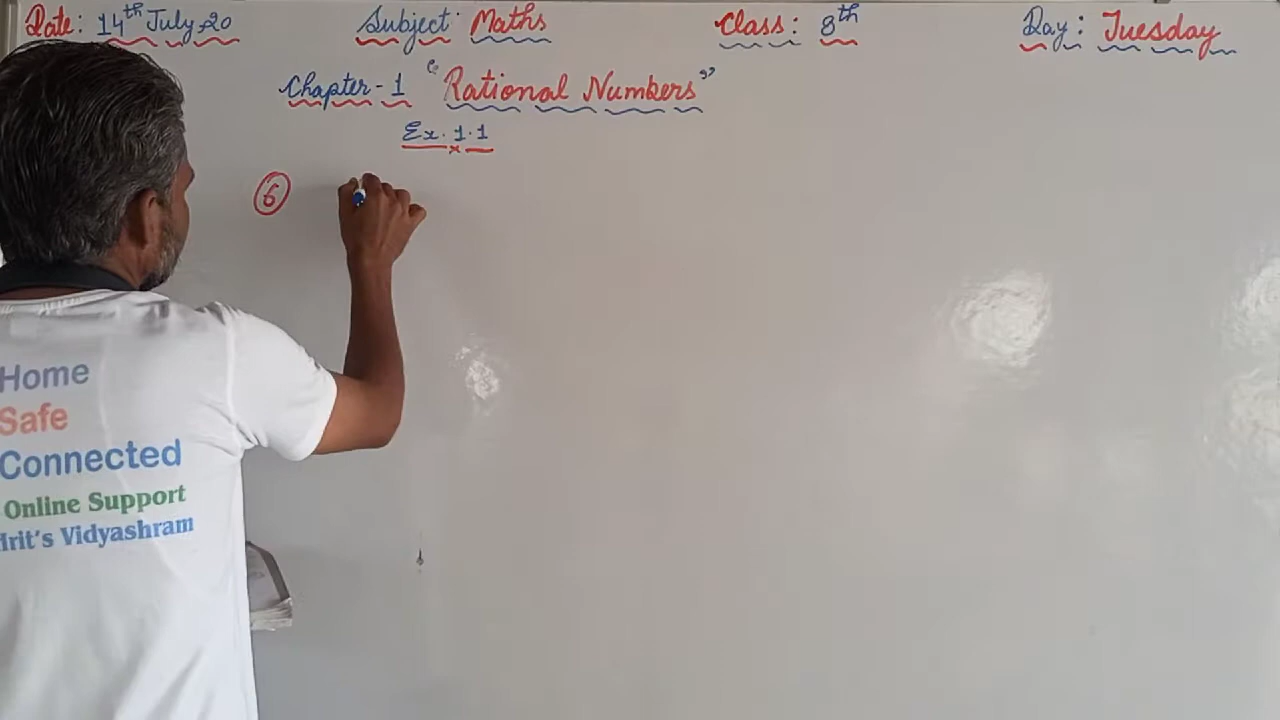 Date: 14th July 20 Subject: Maths Class: 8th Day: Tuesday
Chapter - 1 "Rational Numbers"
Ex. 1.1
6
Home
Safe
Connected
Online Support
Vidyashram